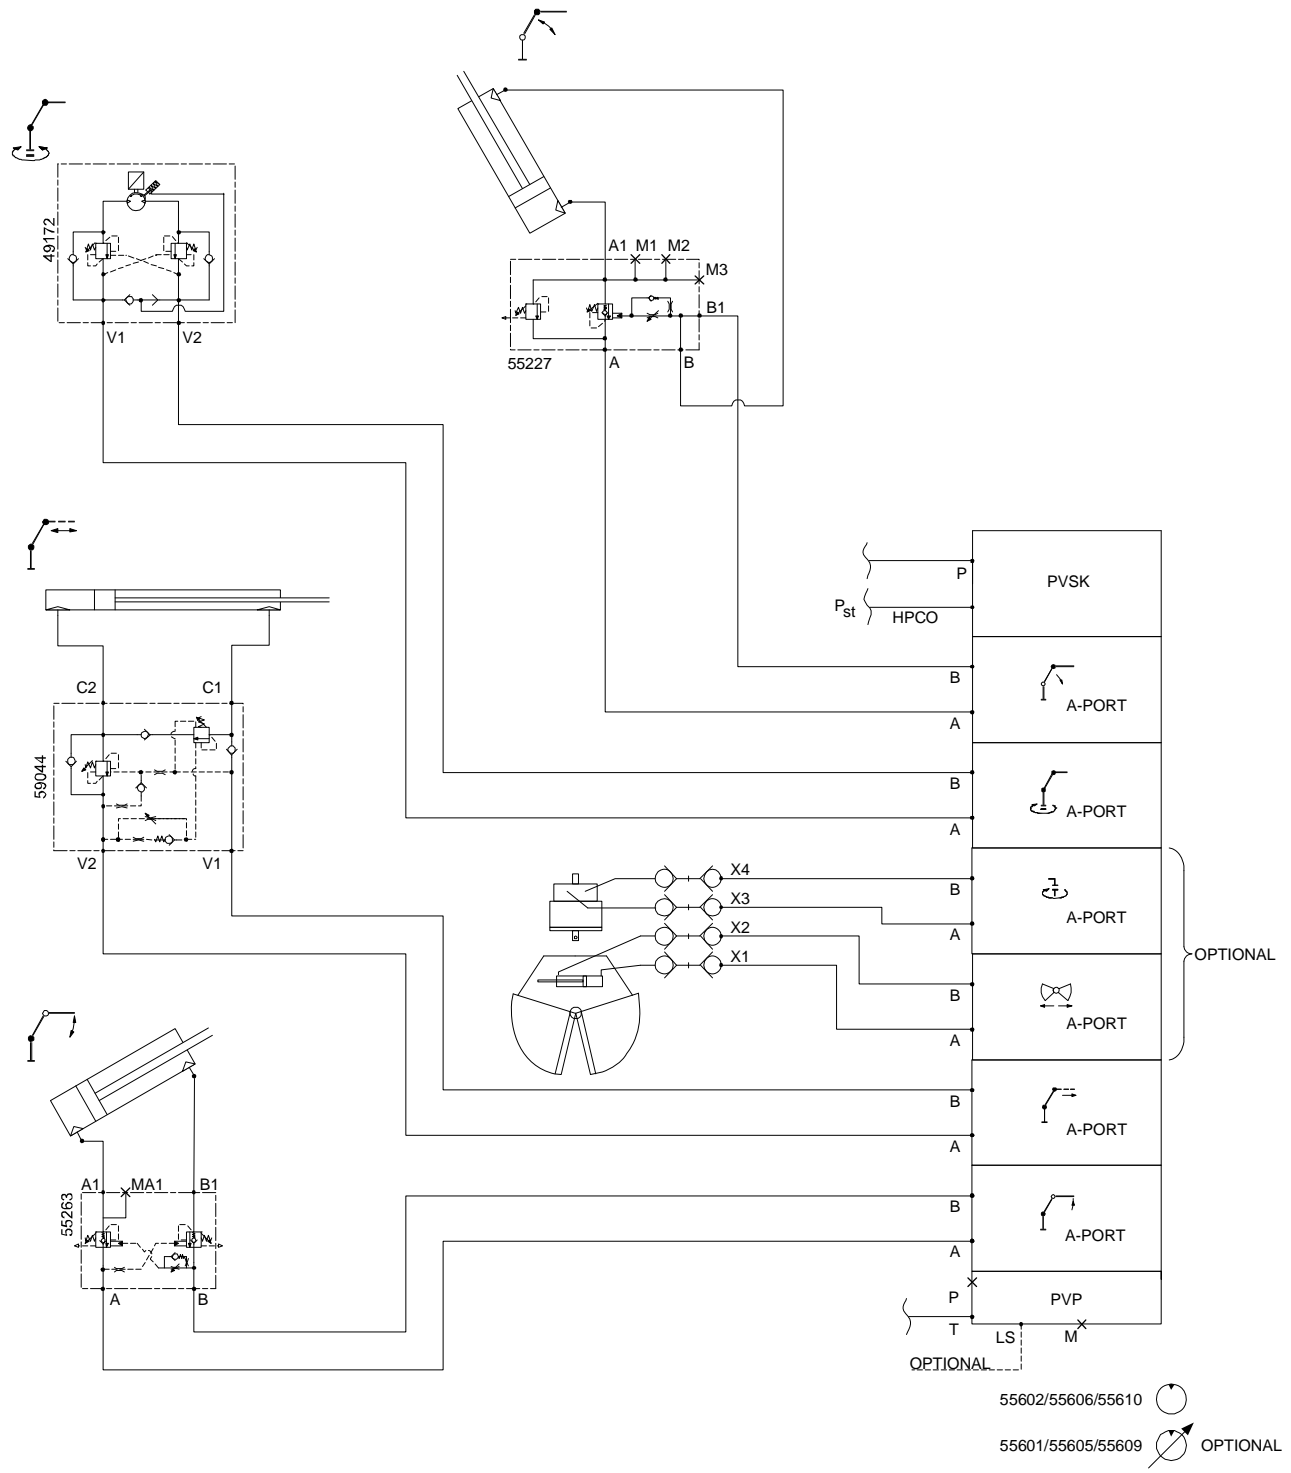 49172
V1 V2
A1 M1 M2
M3
B1
55227 A B
P PVSK
Pst HPCO
B
A A-PORT
B
A A-PORT
C2 C1
59044
V2 V1
X4 B
X3 A A-PORT
X2 B
X1 A A-PORT
OPTIONAL
B
A A-PORT
A1 MA1 B1
55263
A B
B
A A-PORT
P PVP
T LS M
OPTIONAL
55602/55606/55610
55601/55605/55609 OPTIONAL